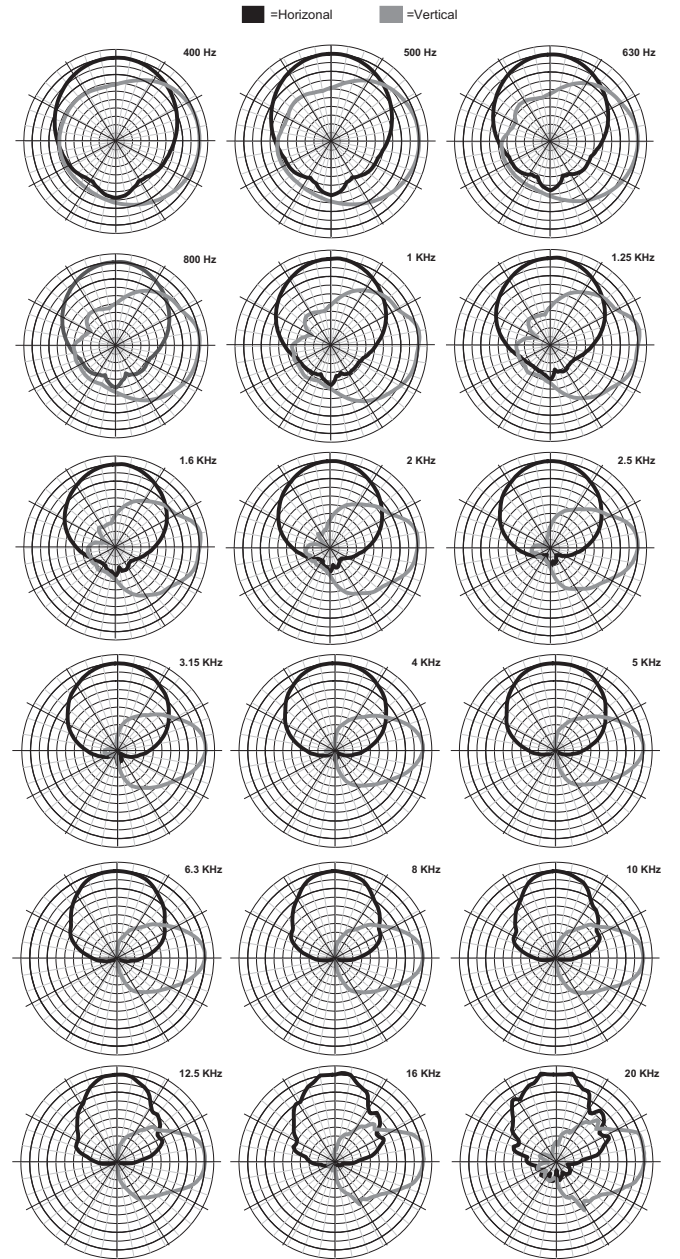 =Horizonal =Vertical
400 Hz 500 Hz 630 Hz
800 Hz 1 KHz 1.25 KHz
1.6 KHz 2 KHz 2.5 KHz
3.15 KHz 4 KHz 5 KHz
6.3 KHz 8 KHz 10 KHz
12.5 KHz 16 KHz 20 KHz